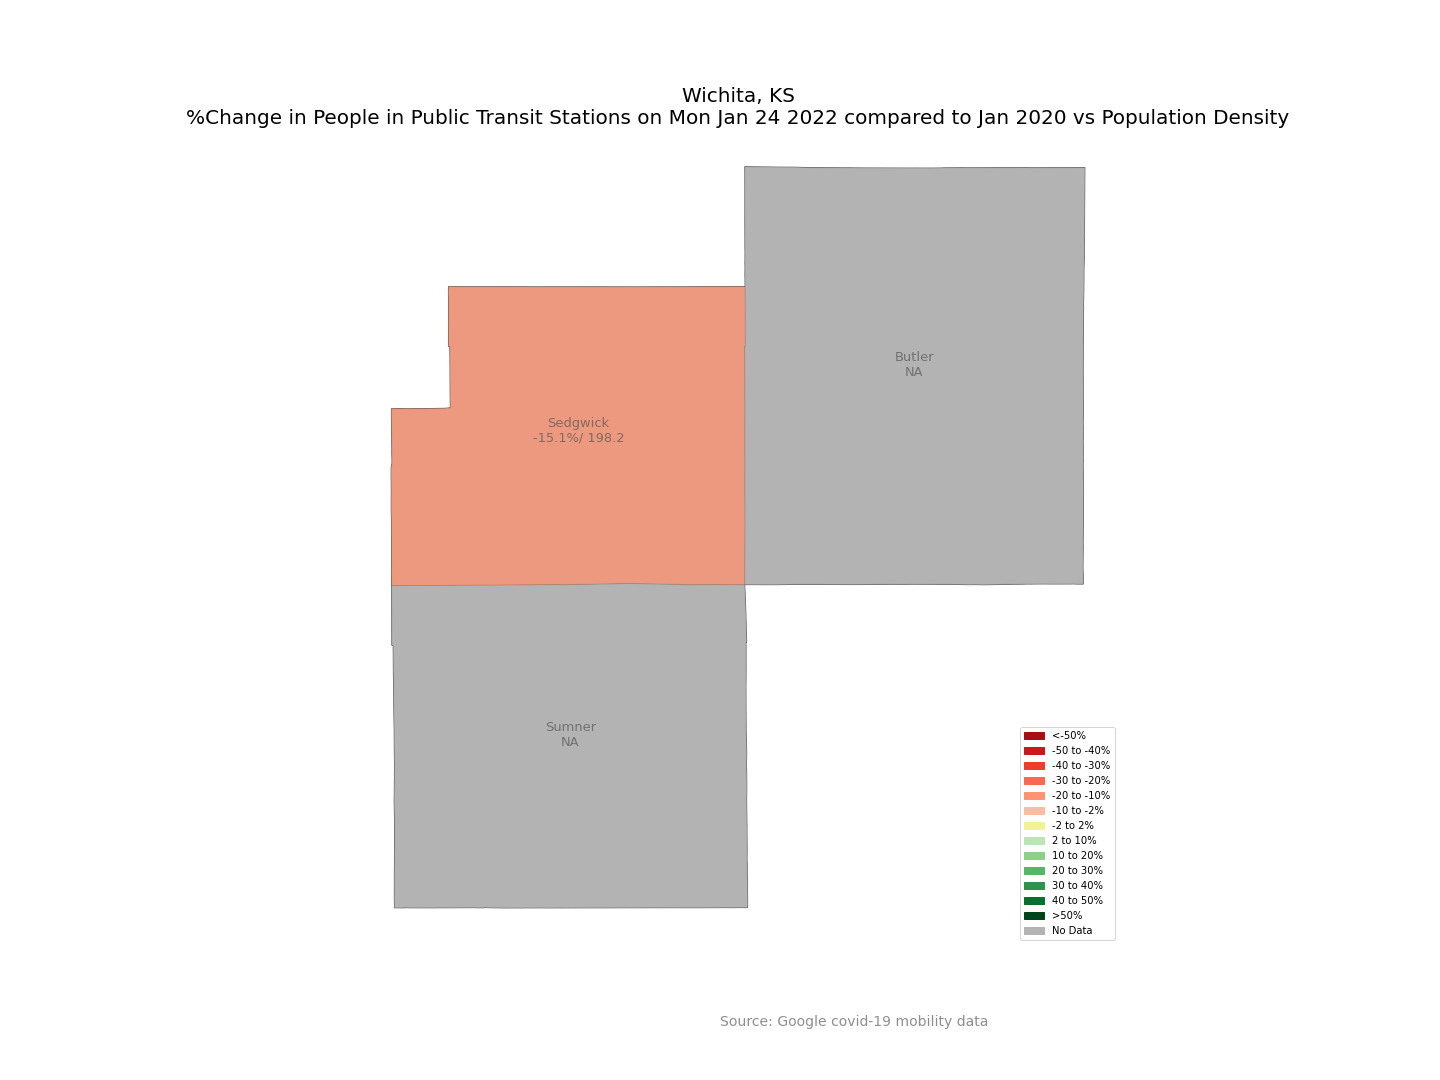 Wichita, KS
%Change in People in Public Transit Stations on Mon Jan 24 2022 compared to Jan 2020 vs Population Density
Butler
NA
Sedgwick
-15.1%/ 198.2
Sumner
NA
<-50%
-50 to -40%
-40 to -30%
-30 to -20%
-20 to -10%
-10 to -2%
-2 to 2%
2 to 10%
10 to 20%
20 to 30%
30 to 40%
40 to 50%
>50%
No Data
Source: Google covid-19 mobility data